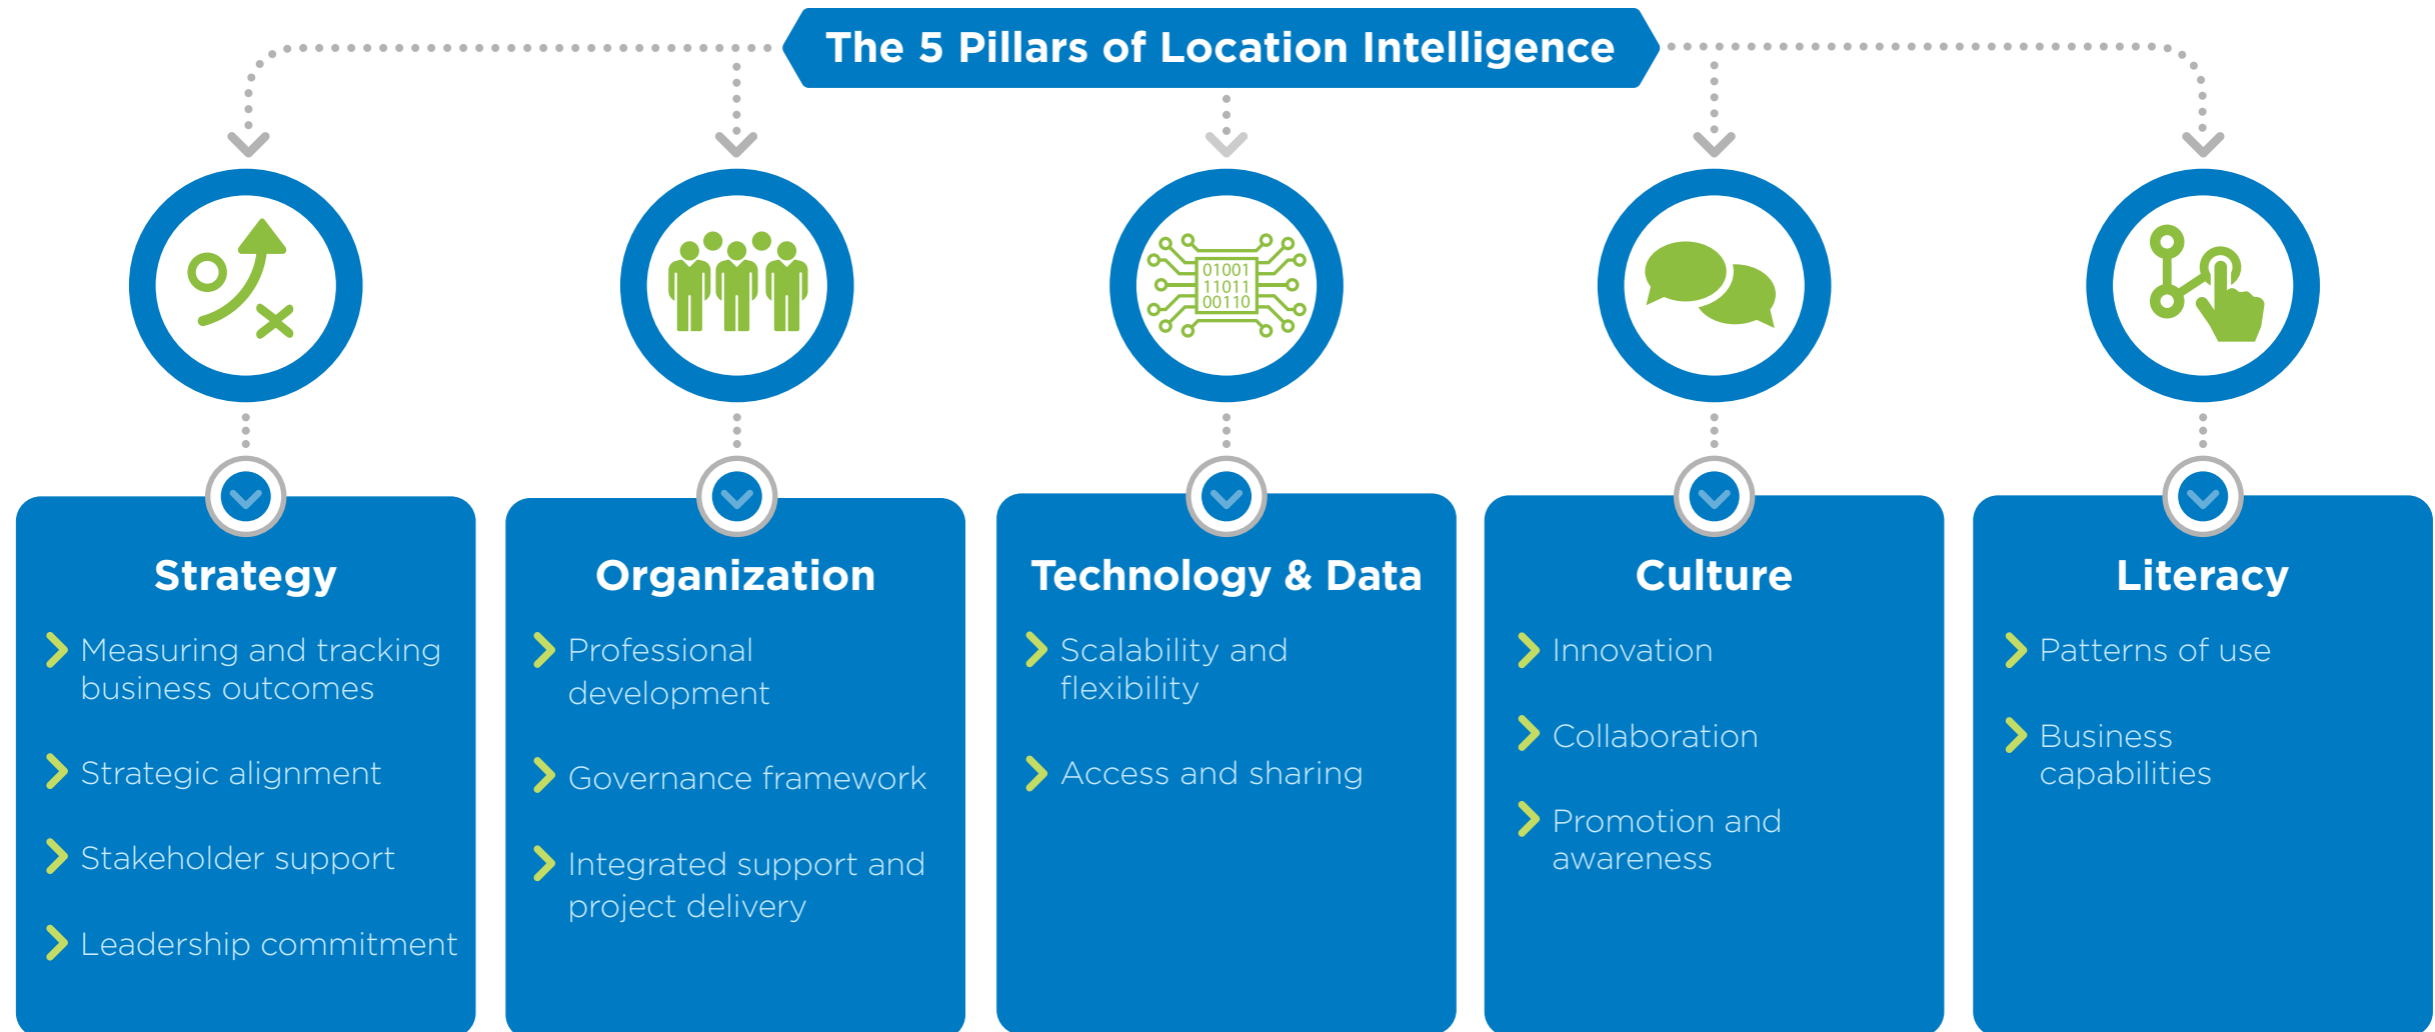 The 5 Pillars of Location Intelligence
01001
11011
00110
Strategy
Measuring and tracking
business outcomes
Strategic alignment
Stakeholder support
Leadership commitment
Organization
Professional
development
Governance framework
Integrated support and
project delivery
Technology & Data
Scalability and
flexibility
Access and sharing
Culture
Innovation
Collaboration
Promotion and
awareness
Literacy
Patterns of use
Business
capabilities